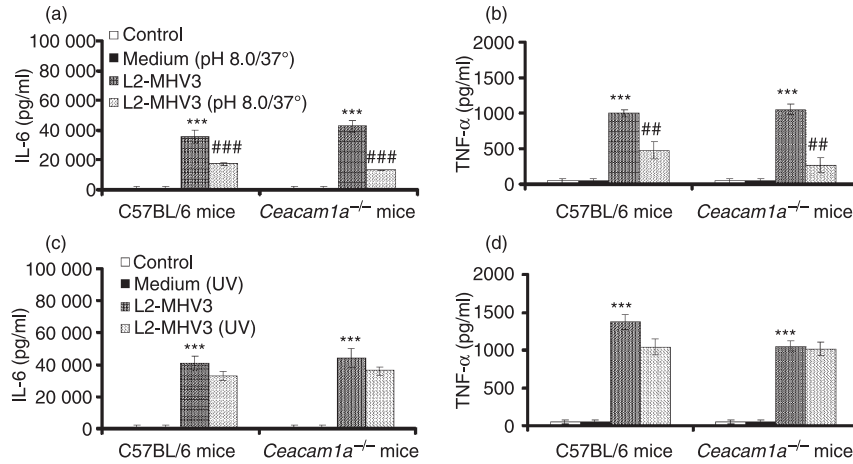 (a)
Control
Medium (pH 8.0/37°)
L2-MHV3
L2-MHV3 (pH 8.0/37°)
IL-6 (pg/ml)
100 000
80 000
60 000
40 000
20 000
0
***
###
***
###
C57BL/6 mice
Ceacam1a−/− mice
(b)
TNF-α (pg/ml)
2000
1500
1000
500
0
***
##
***
##
C57BL/6 mice
Ceacam1a−/− mice
(c)
Control
Medium (UV)
L2-MHV3
L2-MHV3 (UV)
IL-6 (pg/ml)
100 000
80 000
60 000
40 000
20 000
0
***
***
C57BL/6 mice
Ceacam1a−/− mice
(d)
TNF-α (pg/ml)
2000
1500
1000
500
0
***
***
C57BL/6 mice
Ceacam1a−/− mice